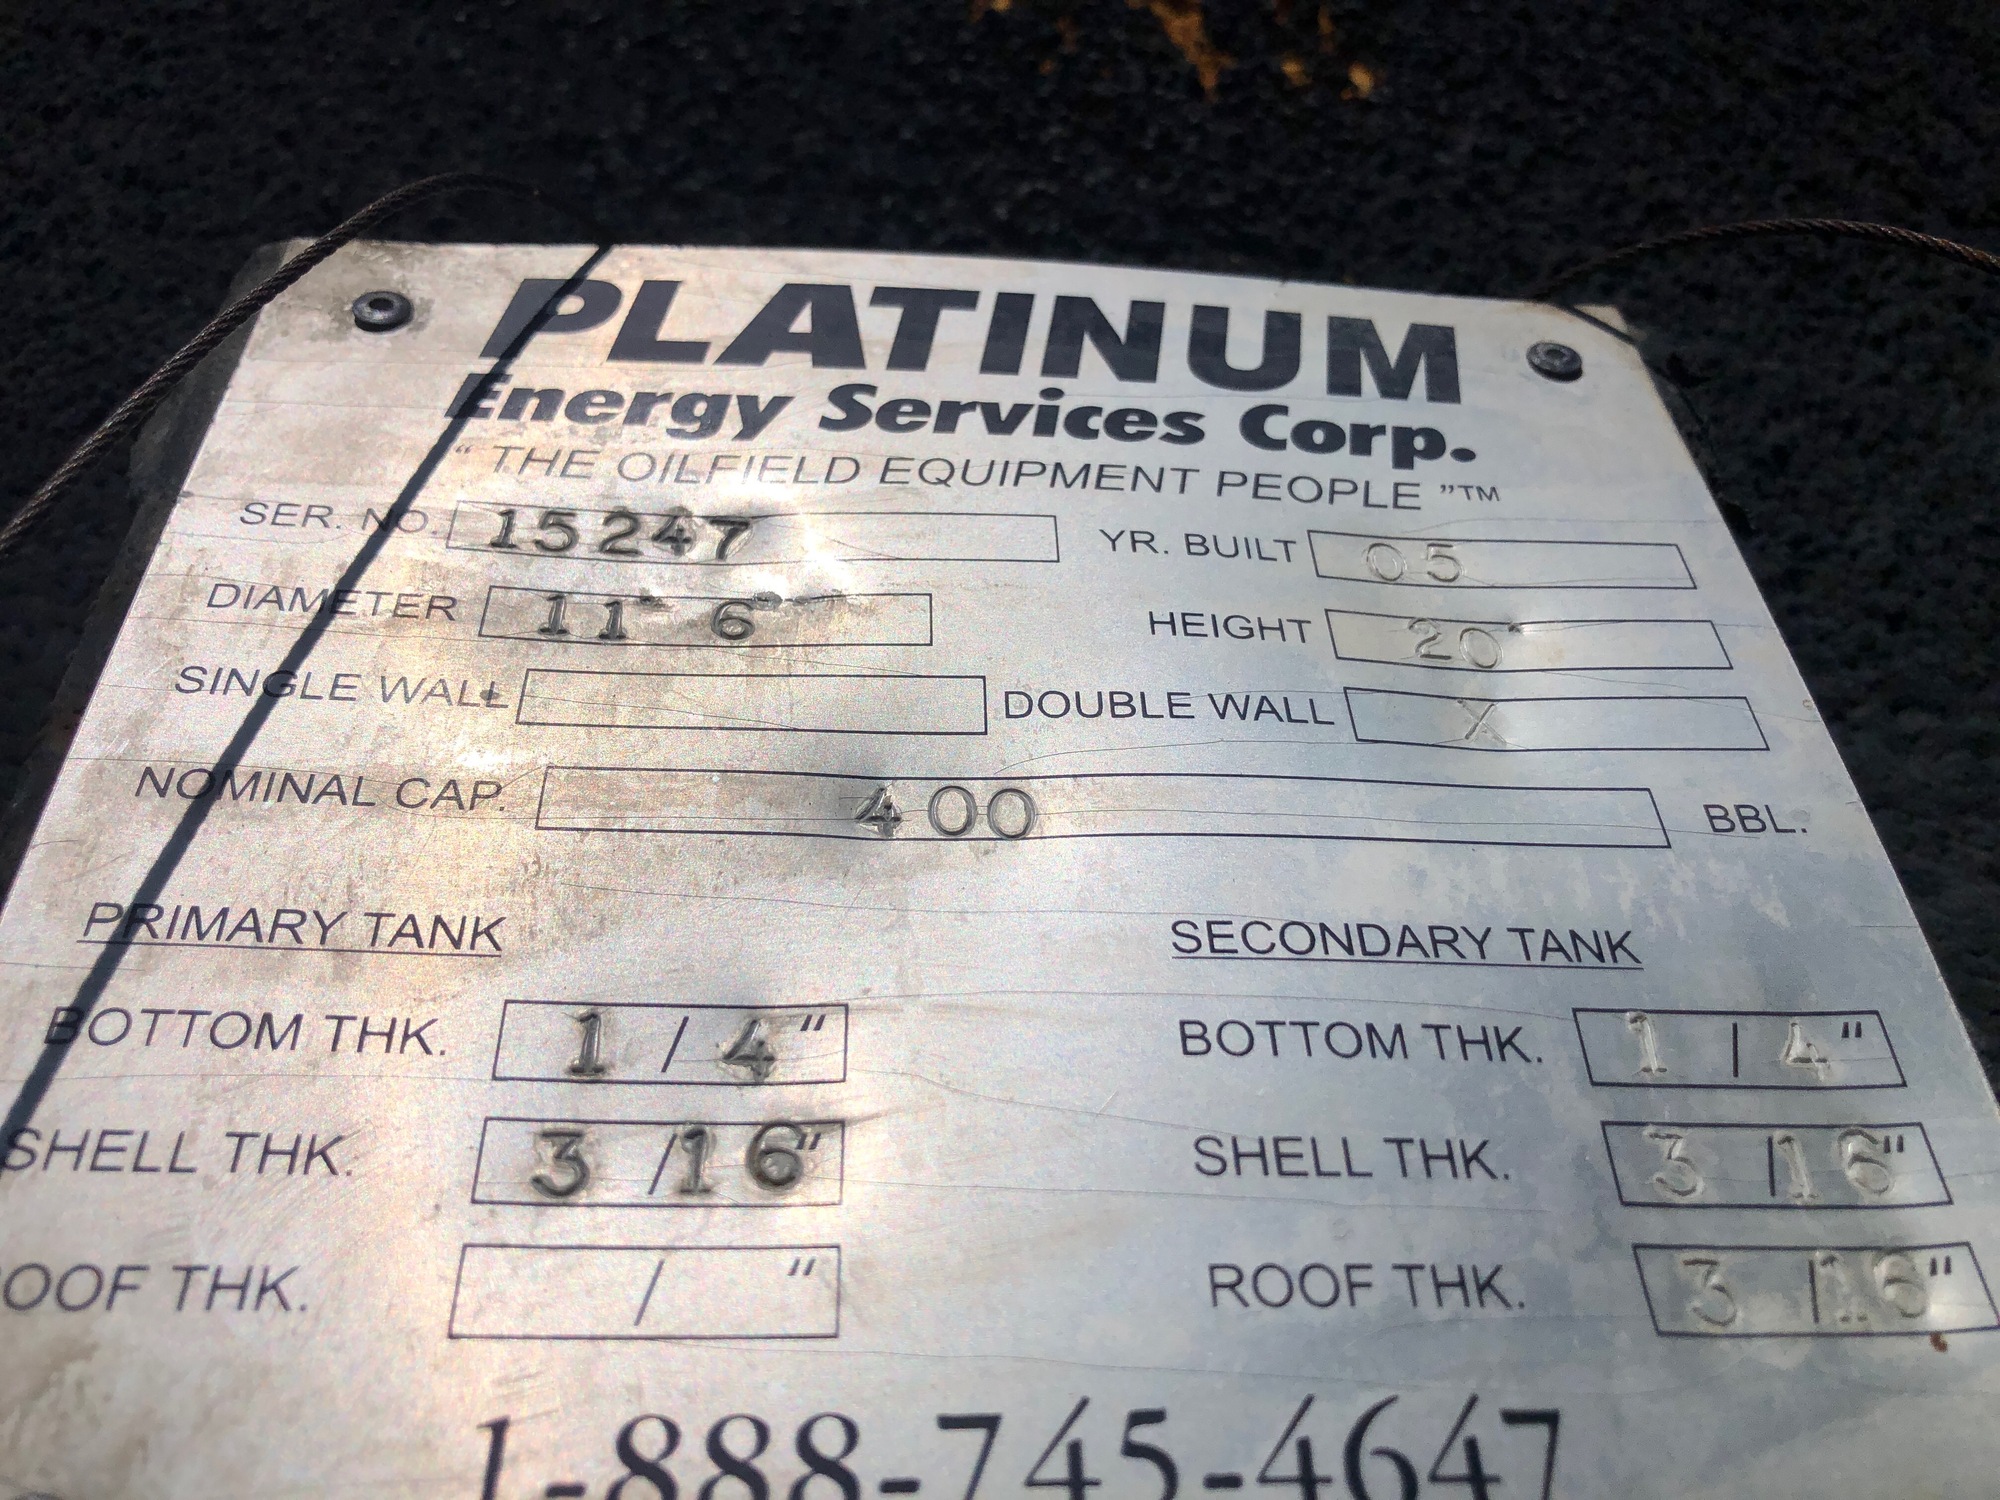 PLATINUM
Energy Services Corp.
“ THE OILFIELD EQUIPMENT PEOPLE ”™
SER. NO. 15247 YR. BUILT 05
DIAMETER 11' 6" HEIGHT 20'
SINGLE WALL DOUBLE WALL X
NOMINAL CAP. 400 BBL.
PRIMARY TANK SECONDARY TANK
BOTTOM THK. 1 / 4" BOTTOM THK. 1 / 4"
SHELL THK. 3 /16" SHELL THK. 3 /16"
OOF THK. / " ROOF THK. 3 /16"
1-888-745-4647